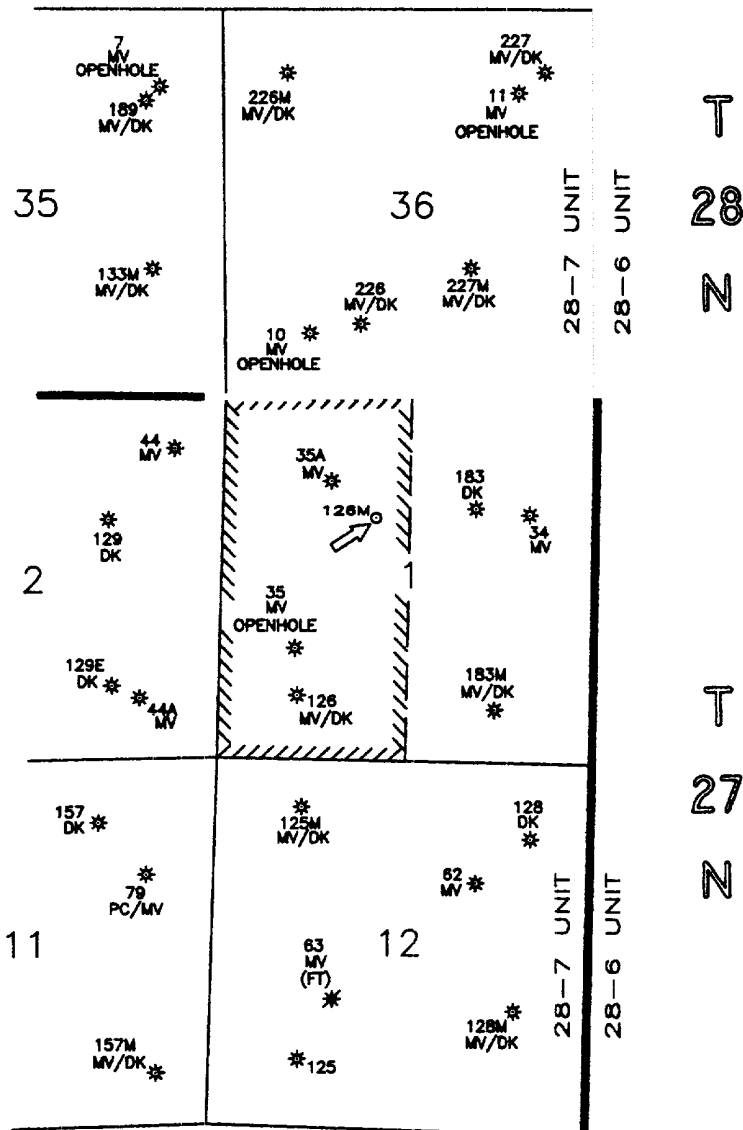 7
MV
OPENHOLE
189
MV/DK
226M
MV/DK
227
MV/DK
11
MV
OPENHOLE
35
36
133M
MV/DK
10
MV
OPENHOLE
226
MV/DK
227M
MV/DK
28-7 UNIT
28-6 UNIT
T
28
N
44
MV
129
DK
2
129E
DK
44A
MV
35A
MV
126M
35
MV
OPENHOLE
126
MV/DK
1
183
DK
34
MV
183M
MV/DK
T
27
N
157
DK
79
PC/MV
11
157M
MV/DK
125M
MV/DK
63
MV
(FT)
125
12
128
DK
62
MV
128M
MV/DK
28-7 UNIT
28-6 UNIT